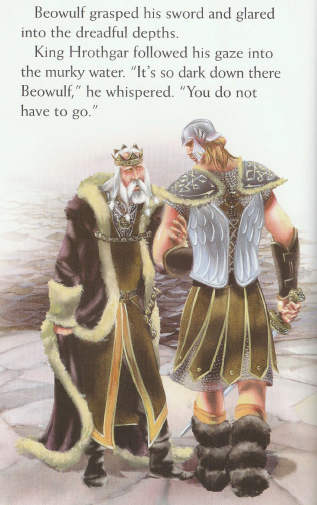 Beowulf grasped his sword and glared
into the dreadful depths.
King Hrothgar followed his gaze into
the murky water. “It’s so dark down there
Beowulf,” he whispered. “You do not
have to go.”